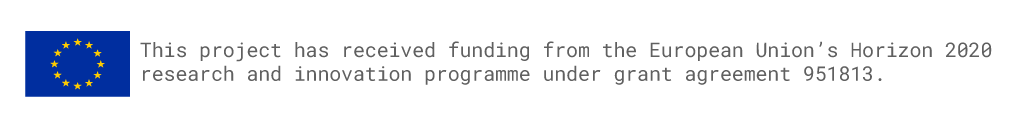 This project has received funding from the European Union’s Horizon 2020
research and innovation programme under grant agreement 951813.